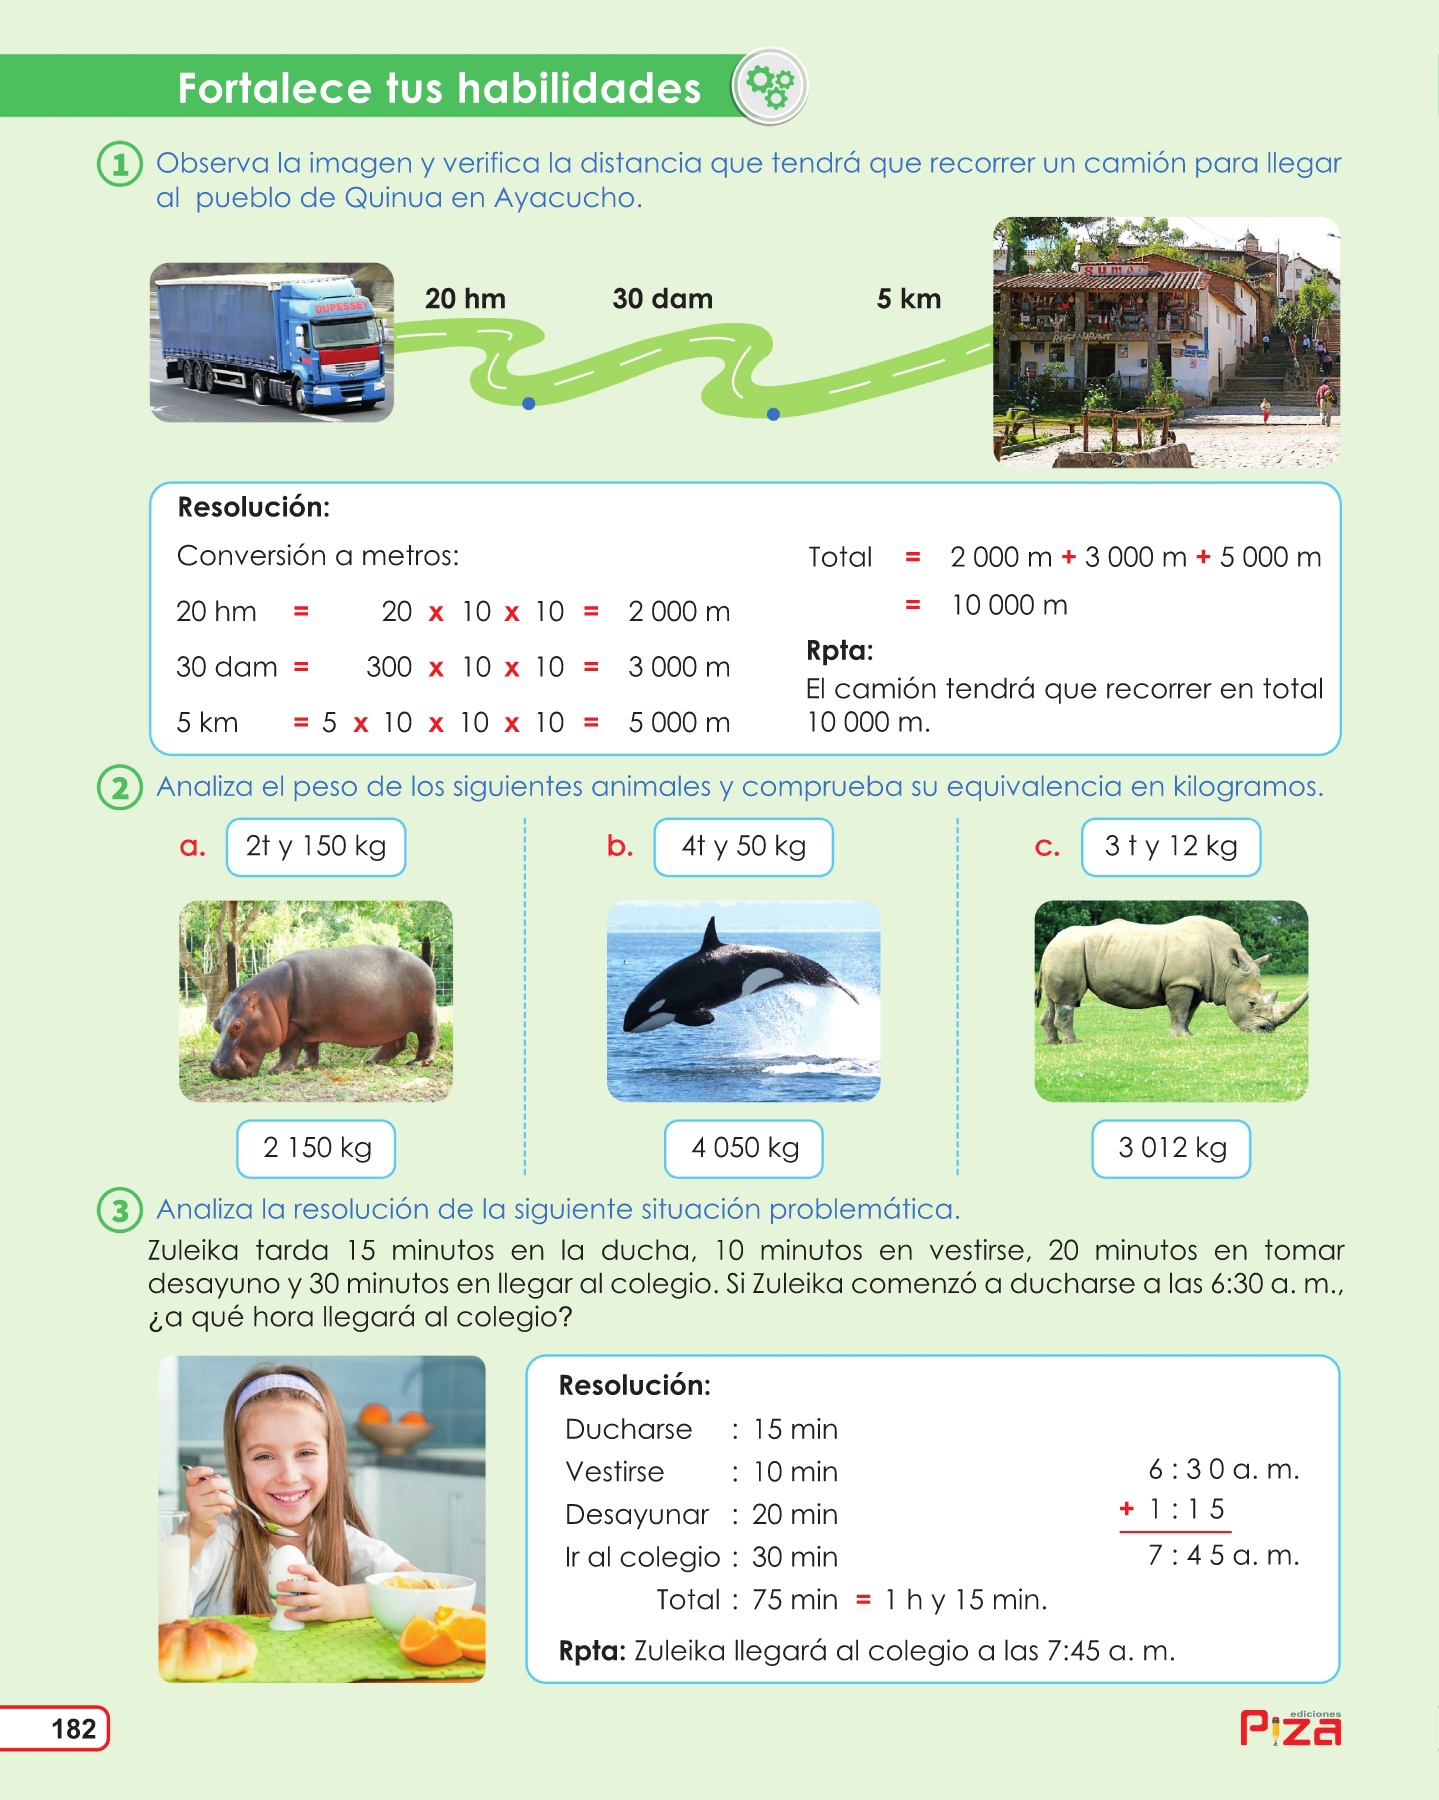 Fortalece tus habilidades
1 Observa la imagen y verifica la distancia que tendrá que recorrer un camión para llegar
al pueblo de Quinua en Ayacucho.
20 hm 30 dam 5 km
DUPESSEY
SUMA
RESTAURANT
Resolución:
Conversión a metros:
20 hm = 20 x 10 x 10 = 2 000 m
30 dam = 300 x 10 x 10 = 3 000 m
5 km = 5 x 10 x 10 x 10 = 5 000 m
Total = 2 000 m + 3 000 m + 5 000 m
= 10 000 m
Rpta:
El camión tendrá que recorrer en total
10 000 m.
2 Analiza el peso de los siguientes animales y comprueba su equivalencia en kilogramos.
a. 2t y 150 kg
b. 4t y 50 kg
c. 3 t y 12 kg
2 150 kg
4 050 kg
3 012 kg
3 Analiza la resolución de la siguiente situación problemática.
Zuleika tarda 15 minutos en la ducha, 10 minutos en vestirse, 20 minutos en tomar
desayuno y 30 minutos en llegar al colegio. Si Zuleika comenzó a ducharse a las 6:30 a. m.,
¿a qué hora llegará al colegio?
Resolución:
Ducharse : 15 min
Vestirse : 10 min
Desayunar : 20 min
Ir al colegio : 30 min
Total : 75 min = 1 h y 15 min.
6 : 3 0 a. m.
+ 1 : 1 5
7 : 4 5 a. m.
Rpta: Zuleika llegará al colegio a las 7:45 a. m.
182
ediciones
Piza